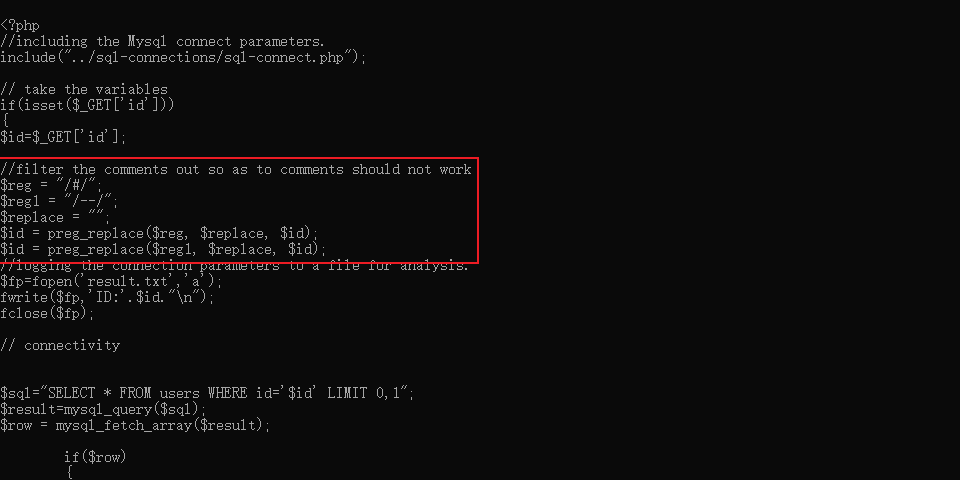 <?php
//including the Mysql connect parameters.
include("../sql-connections/sql-connect.php");
// take the variables
if(isset($_GET['id']))
{
$id=$_GET['id'];
//filter the comments out so as to comments should not work
$reg = "/#/";
$reg1 = "/--/";
$replace = "";
$id = preg_replace($reg, $replace, $id);
$id = preg_replace($reg1, $replace, $id);
//logging the connection parameters to a file for analysis.
$fp=fopen('result.txt','a');
fwrite($fp,'ID:'.$id."\n");
fclose($fp);
// connectivity
$sql="SELECT * FROM users WHERE id='$id' LIMIT 0,1";
$result=mysql_query($sql);
$row = mysql_fetch_array($result);
if($row)
{